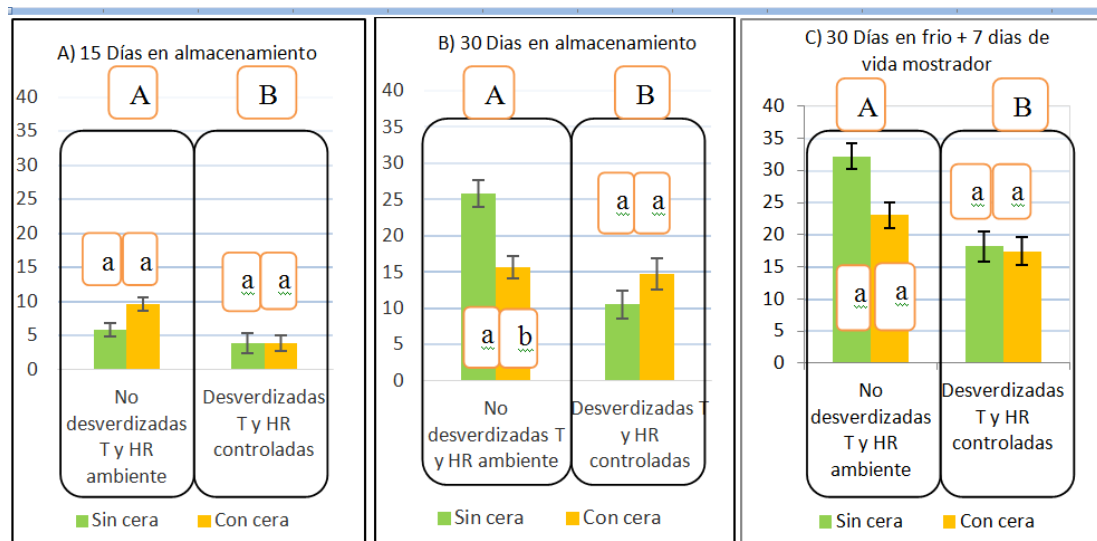 A) 15 Días en almacenamiento
A
B
40
35
30
25
20
15
10
5
0
a
a
a
a
No
desverdizadas
T y HR
ambiente
Desverdizadas
T y HR
controladas
Sin cera
Con cera
B) 30 Dias en almacenamiento
A
B
40
35
30
25
20
15
10
5
0
a
b
a
a
No
desverdizadas T
y HR ambiente
Desverdizadas T
y HR
controladas
Sin cera
Con cera
C) 30 Días en frio + 7 dias de
vida mostrador
A
B
40
35
30
25
20
15
10
5
0
a
a
a
a
No
desverdizadas
T y HR
ambiente
Desverdizadas
T y HR
controladas
Sin cera
Con cera